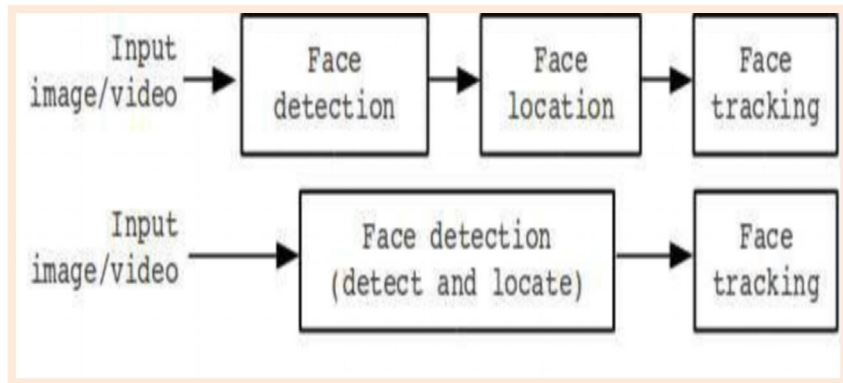 Input
image/video
Face
detection
Face
location
Face
tracking
Input
image/video
Face detection
(detect and locate)
Face
tracking